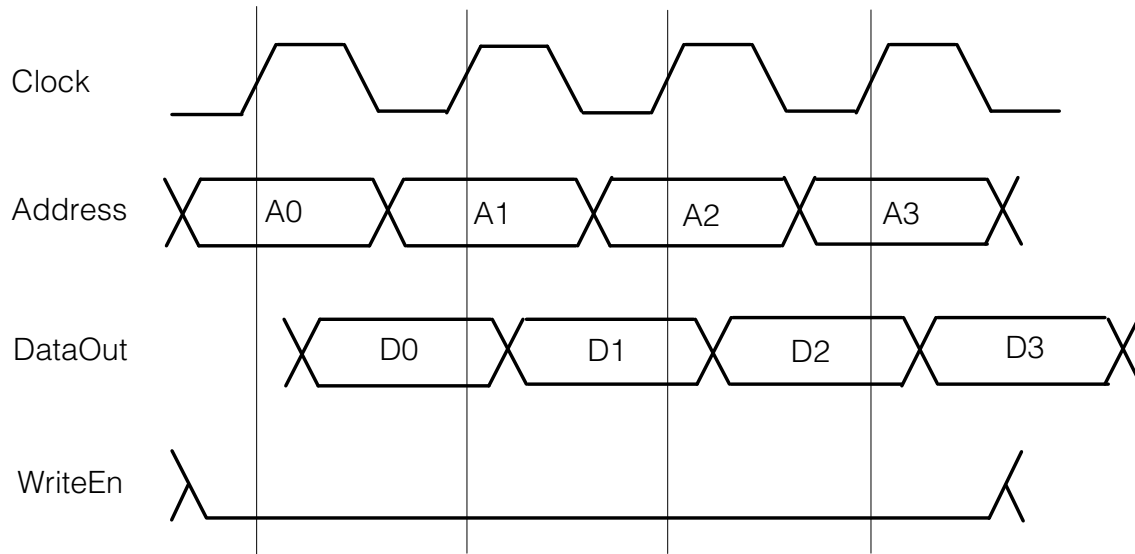 Clock
Address A0 A1 A2 A3
DataOut D0 D1 D2 D3
WriteEn